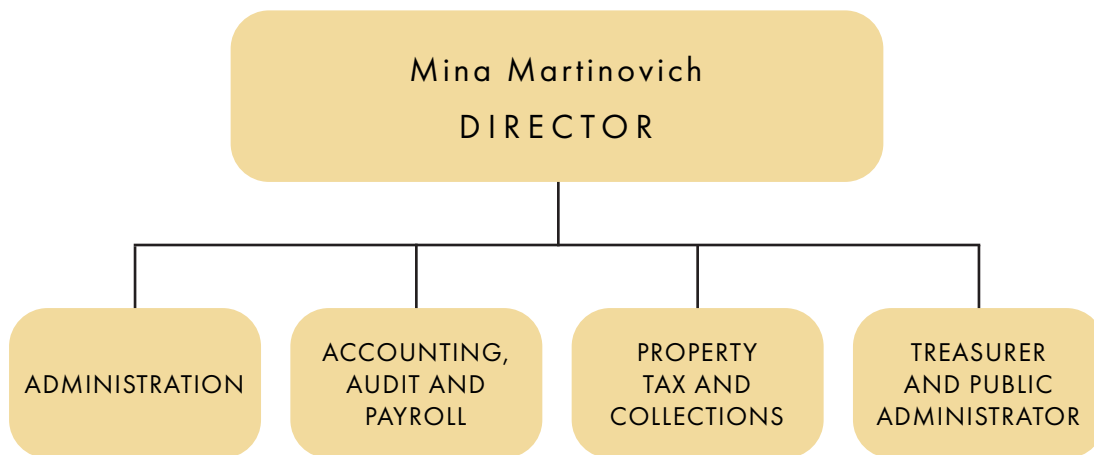 Mina Martinovich
DIRECTOR
ADMINISTRATION
ACCOUNTING,
AUDIT AND
PAYROLL
PROPERTY
TAX AND
COLLECTIONS
TREASURER
AND PUBLIC
ADMINISTRATOR